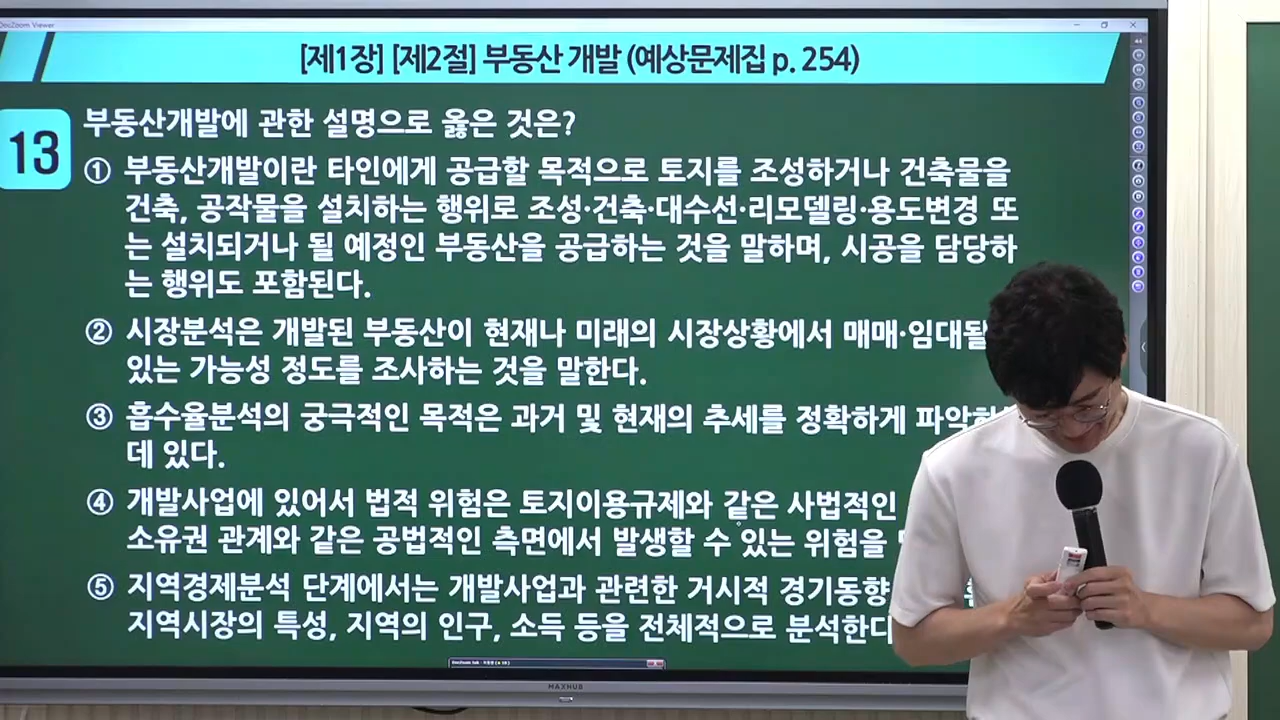 DocZoom Viewer
[제1장] [제2절] 부동산 개발 (예상문제집 p. 254)
13
부동산개발에 관한 설명으로 옳은 것은?
① 부동산개발이란 타인에게 공급할 목적으로 토지를 조성하거나 건축물을
건축, 공작물을 설치하는 행위로 조성·건축·대수선·리모델링·용도변경 또
는 설치되거나 될 예정인 부동산을 공급하는 것을 말하며, 시공을 담당하
는 행위도 포함된다.
② 시장분석은 개발된 부동산이 현재나 미래의 시장상황에서 매매·임대될
있는 가능성 정도를 조사하는 것을 말한다.
③ 흡수율분석의 궁극적인 목적은 과거 및 현재의 추세를 정확하게
데 있다.
④ 개발사업에 있어서 법적 위험은 토지이용규제와 같은 사법적인
소유권 관계와 같은 공법적인 측면에서 발생할 수 있는 위험을
⑤ 지역경제분석 단계에서는 개발사업과 관련한 거시적 경기동향
지역시장의 특성, 지역의 인구, 소득 등을 전체적으로 분석한다
MAXHUB